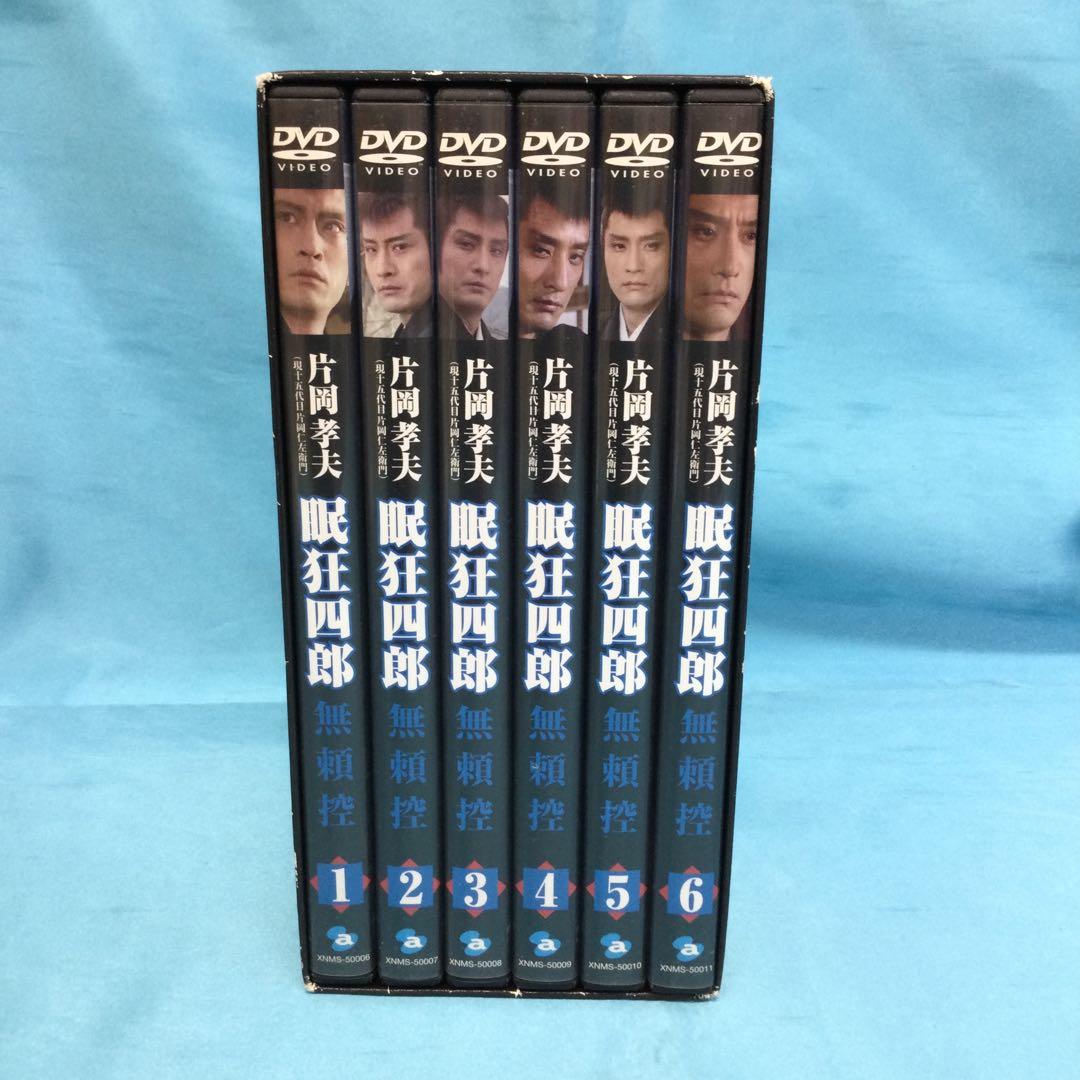 DVD
VIDEO
片岡孝夫
(現十五代目片岡仁左衛門)
眠狂四郎
無頼控
1
a
XNMS-50006
DVD
VIDEO
片岡孝夫
(現十五代目片岡仁左衛門)
眠狂四郎
無頼控
2
a
XNMS-50007
DVD
VIDEO
片岡孝夫
(現十五代目片岡仁左衛門)
眠狂四郎
無頼控
3
a
XNMS-50008
DVD
VIDEO
片岡孝夫
(現十五代目片岡仁左衛門)
眠狂四郎
無頼控
4
a
XNMS-50009
DVD
VIDEO
片岡孝夫
(現十五代目片岡仁左衛門)
眠狂四郎
無頼控
5
a
XNMS-50010
DVD
VIDEO
片岡孝夫
(現十五代目片岡仁左衛門)
眠狂四郎
無頼控
6
a
XNMS-50011